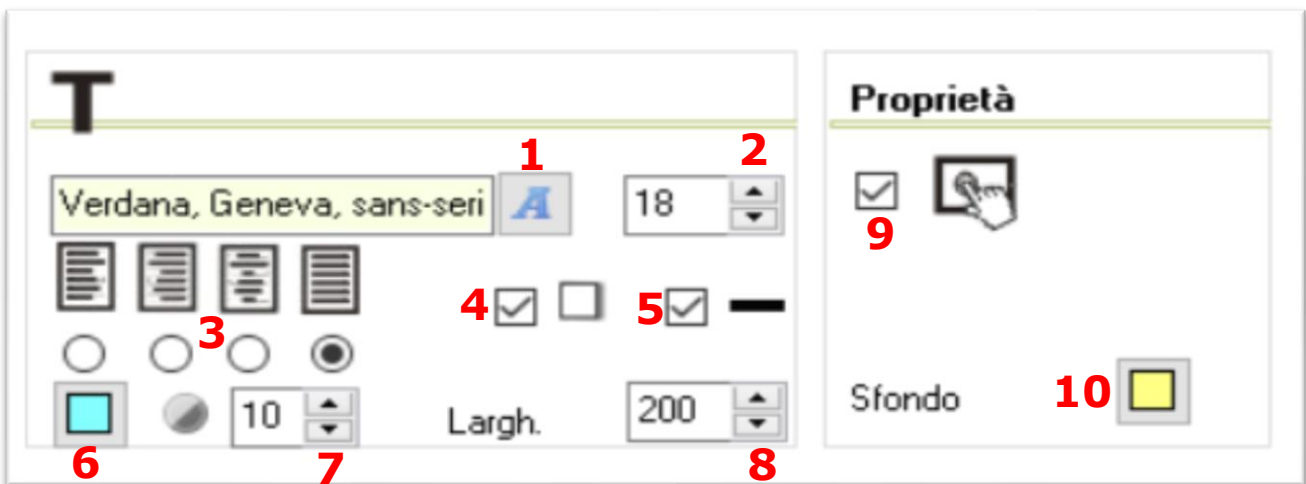 T
Proprietà
1 2
Verdana, Geneva, sans-seri A 18
9
3 4 5
10 Largh. 200 Sfondo 10
6 7 8